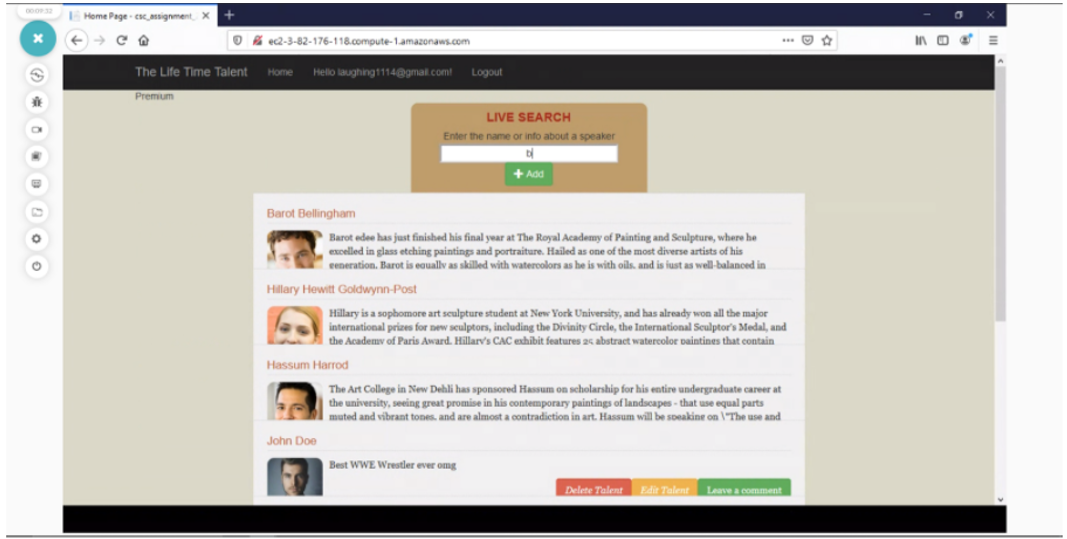 00:09:32
Home Page - csc_assignment_
ec2-3-82-176-118.compute-1.amazonaws.com
The Life Time Talent Home Hello laughing1114@gmail.com! Logout
Premium
LIVE SEARCH
Enter the name or info about a speaker
b
+ Add
Barot Bellingham
Barot edee has just finished his final year at The Royal Academy of Painting and Sculpture, where he
excelled in glass etching paintings and portraiture. Hailed as one of the most diverse artists of his
generation, Barot is equally as skilled with watercolors as he is with oils, and is just as well-balanced in
Hillary Hewitt Goldwynn-Post
Hillary is a sophomore art sculpture student at New York University, and has already won all the major
international prizes for new sculptors, including the Divinity Circle, the International Sculptor's Medal, and
the Academy of Paris Award. Hillary's CAC exhibit features 25 abstract watercolor paintings that contain
Hassum Harrod
The Art College in New Dehli has sponsored Hassum on scholarship for his entire undergraduate career at
the university, seeing great promise in his contemporary paintings of landscapes - that use equal parts
muted and vibrant tones, and are almost a contradiction in art. Hassum will be speaking on \"The use and
John Doe
Best WWE Wrestler ever omg
Delete Talent Edit Talent Leave a comment